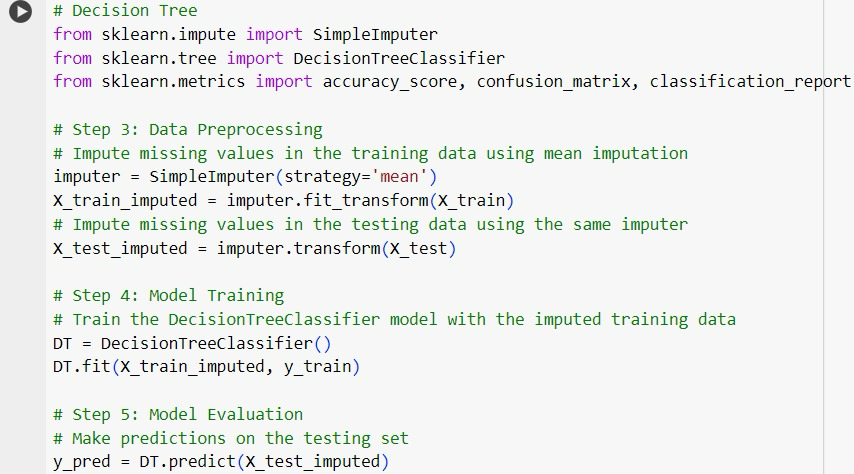 # Decision Tree
from sklearn.impute import SimpleImputer
from sklearn.tree import DecisionTreeClassifier
from sklearn.metrics import accuracy_score, confusion_matrix, classification_report
# Step 3: Data Preprocessing
# Impute missing values in the training data using mean imputation
imputer = SimpleImputer(strategy='mean')
X_train_imputed = imputer.fit_transform(X_train)
# Impute missing values in the testing data using the same imputer
X_test_imputed = imputer.transform(X_test)
# Step 4: Model Training
# Train the DecisionTreeClassifier model with the imputed training data
DT = DecisionTreeClassifier()
DT.fit(X_train_imputed, y_train)
# Step 5: Model Evaluation
# Make predictions on the testing set
y_pred = DT.predict(X_test_imputed)